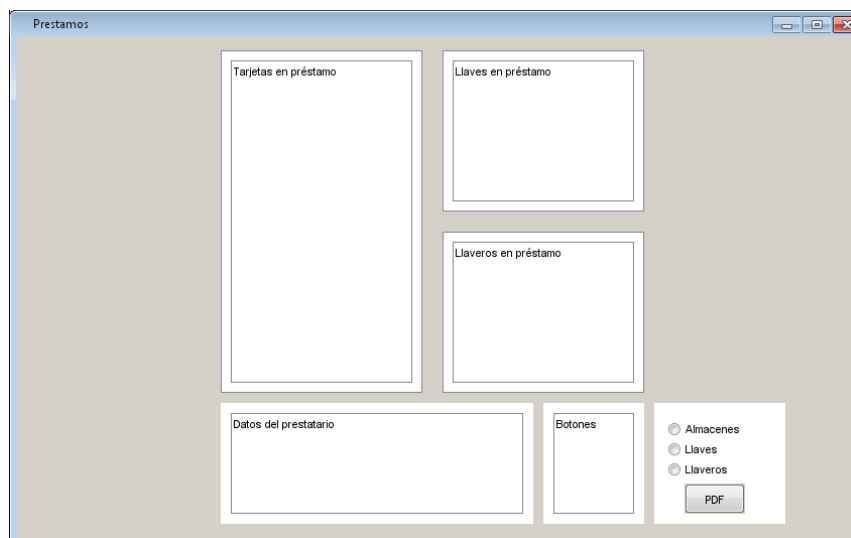 Prestamos
Tarjetas en préstamo
Llaves en préstamo
Llaveros en préstamo
Datos del prestatario
Botones
Almacenes
Llaves
Llaveros
PDF